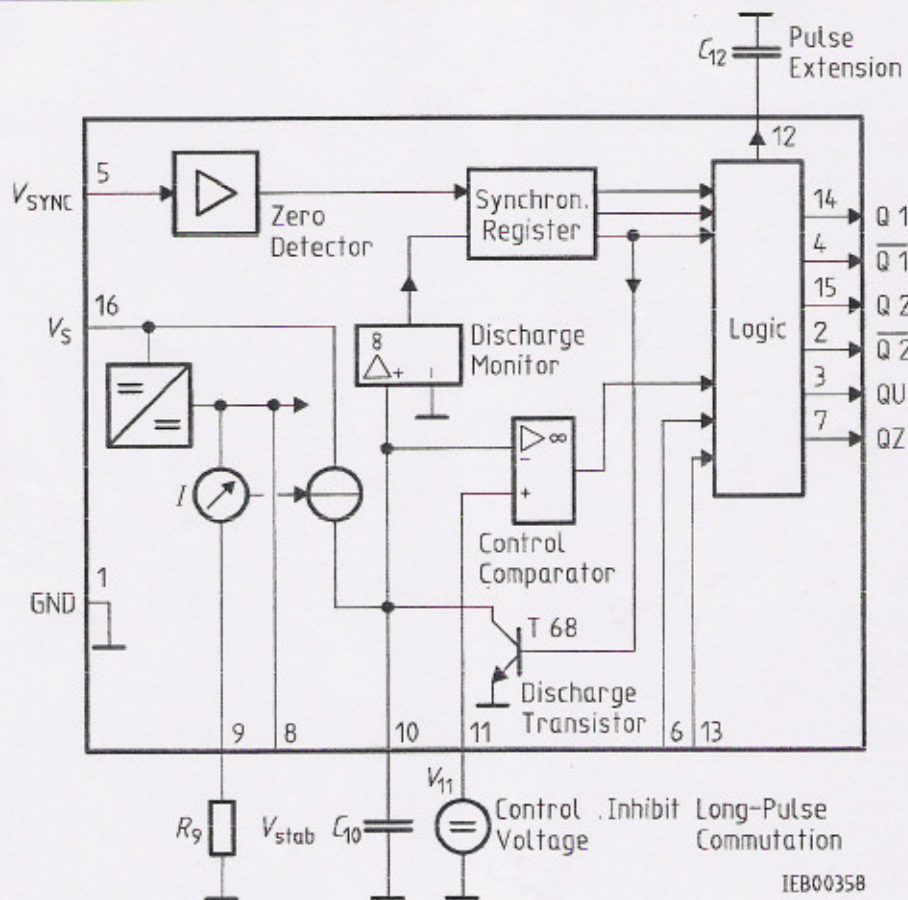 C12
Pulse
Extension
12
5
VSYNC
Zero
Detector
Synchron.
Register
14
Q 1
4
Q̅ 1̅
15
Q 2
2
Q̅ 2̅
3
QU
7
QZ
Logic
16
VS
8
+
-
Discharge
Monitor
=
=
∞
-
+
Control
Comparator
I
1
GND
T 68
Discharge
Transistor
9
8
10
11
6
13
R9
Vstab
C10
V11
=
Control
Voltage
.Inhibit
Long-Pulse
Commutation
IEB00358